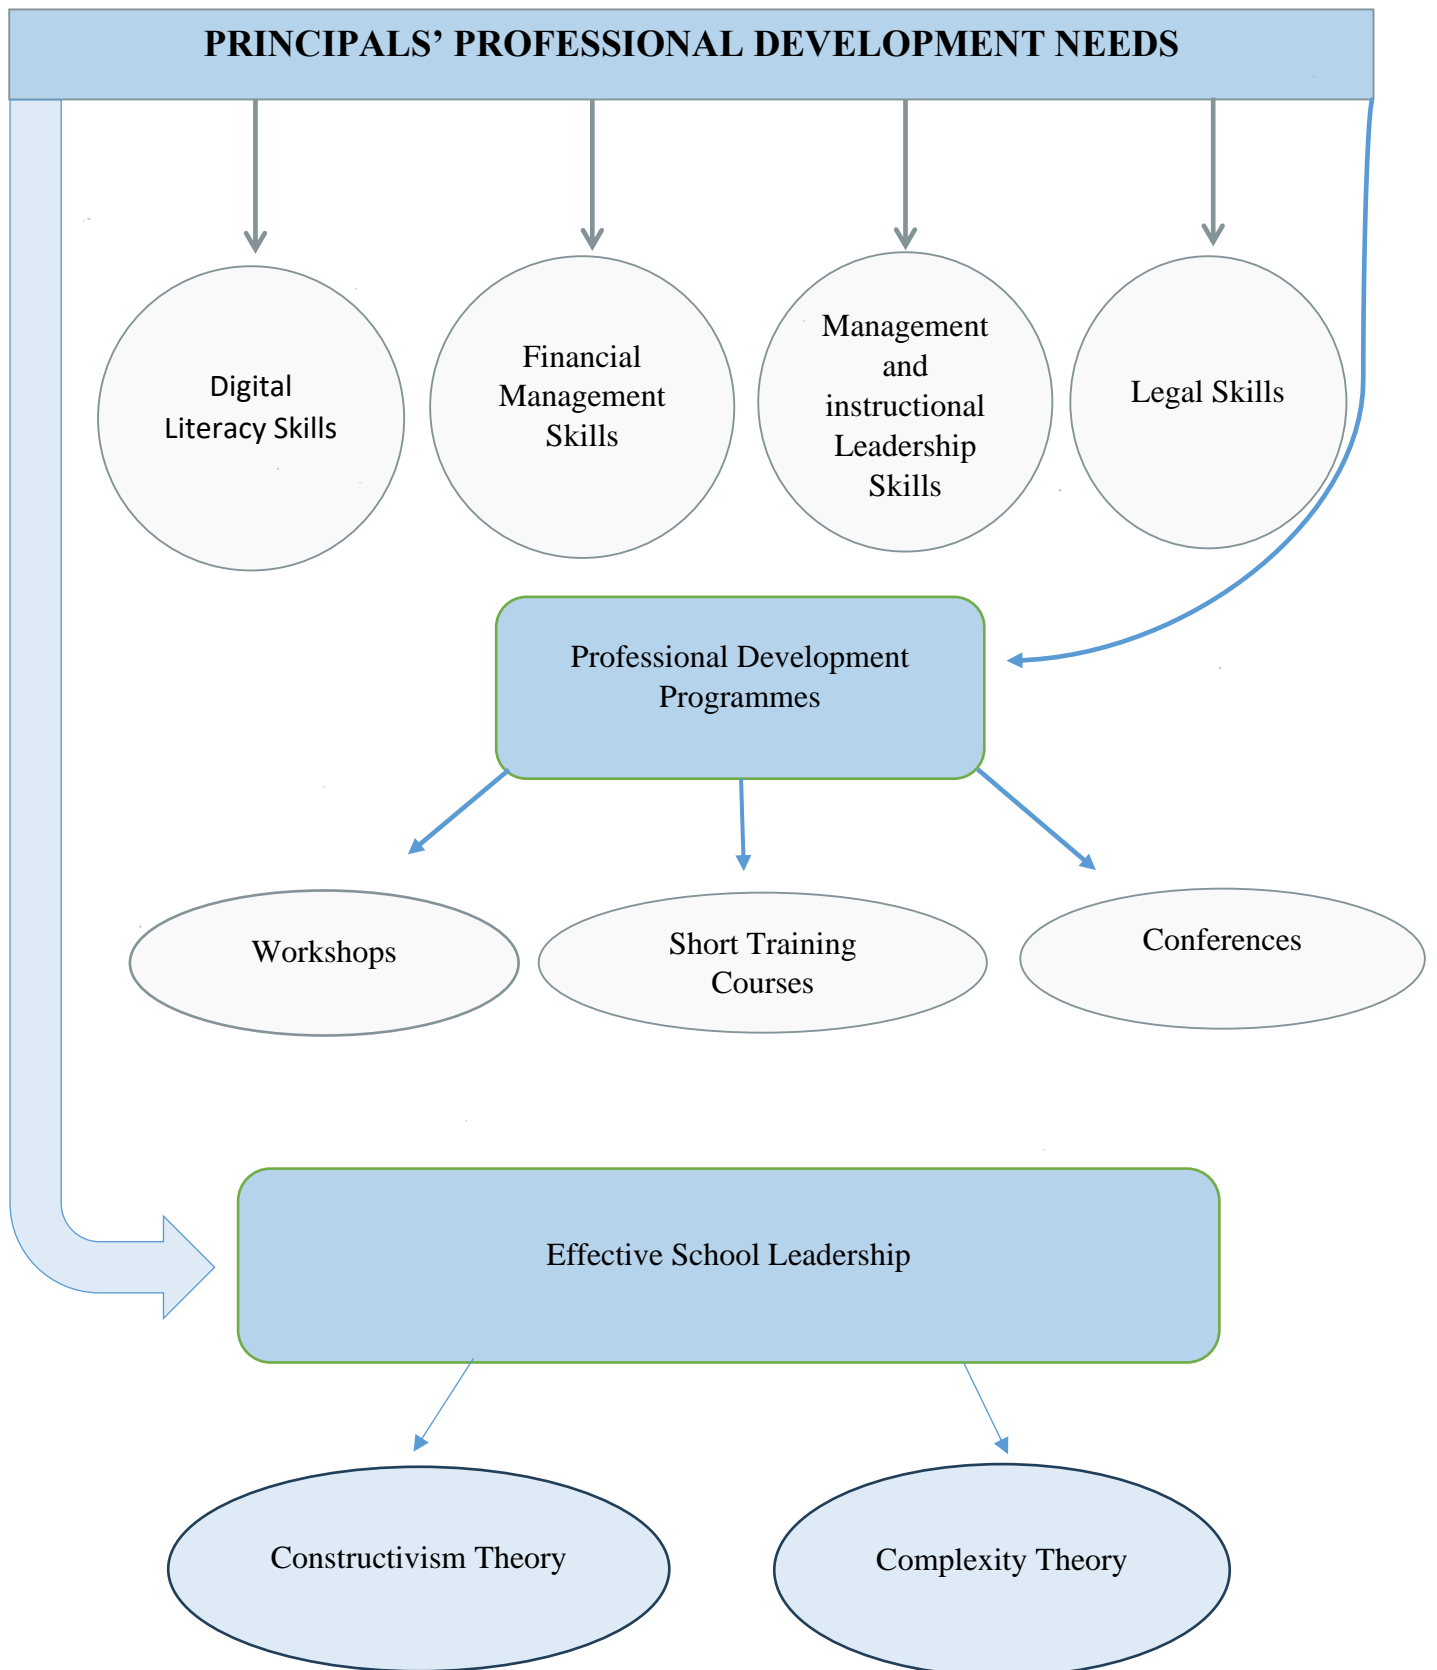 PRINCIPALS’ PROFESSIONAL DEVELOPMENT NEEDS
Digital
Literacy Skills
Financial
Management
Skills
Management
and
instructional
Leadership
Skills
Legal Skills
Professional Development
Programmes
Workshops
Short Training
Courses
Conferences
Effective School Leadership
Constructivism Theory
Complexity Theory